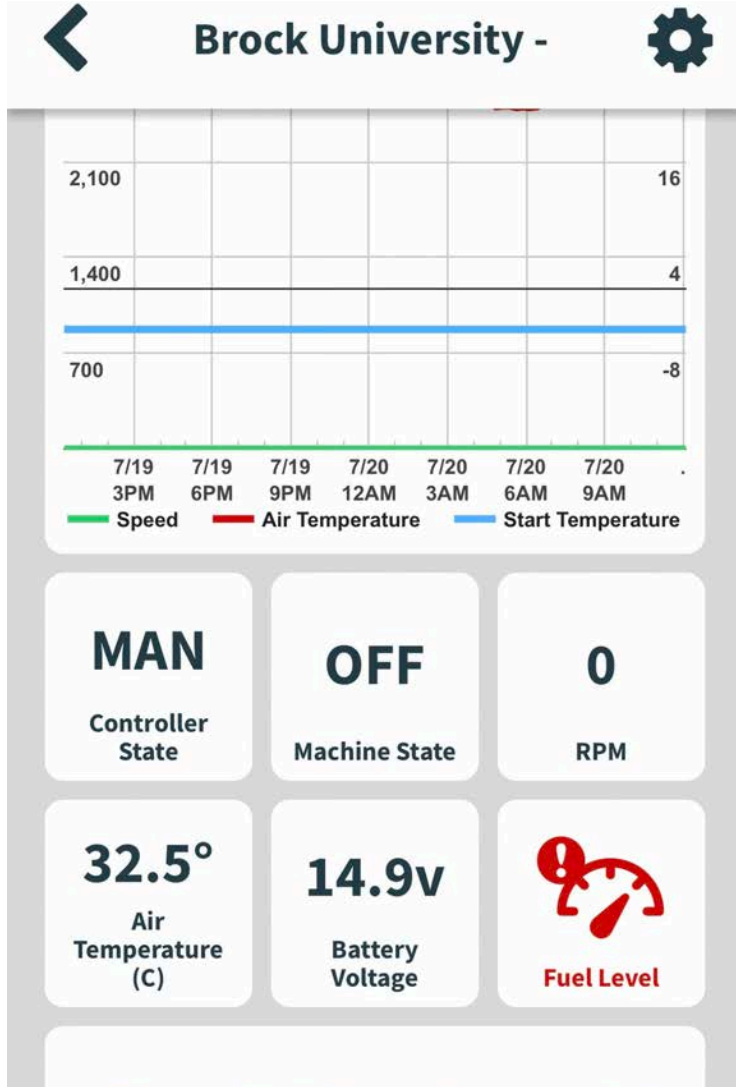 Brock University -
2,100 16
1,400 4
700 -8
7/19 7/19 7/19 7/20 7/20 7/20 7/20 .
3PM 6PM 9PM 12AM 3AM 6AM 9AM
Speed Air Temperature Start Temperature
MAN
Controller
State
OFF
Machine State
0
RPM
32.5°
Air
Temperature
(C)
14.9v
Battery
Voltage
!
Fuel Level